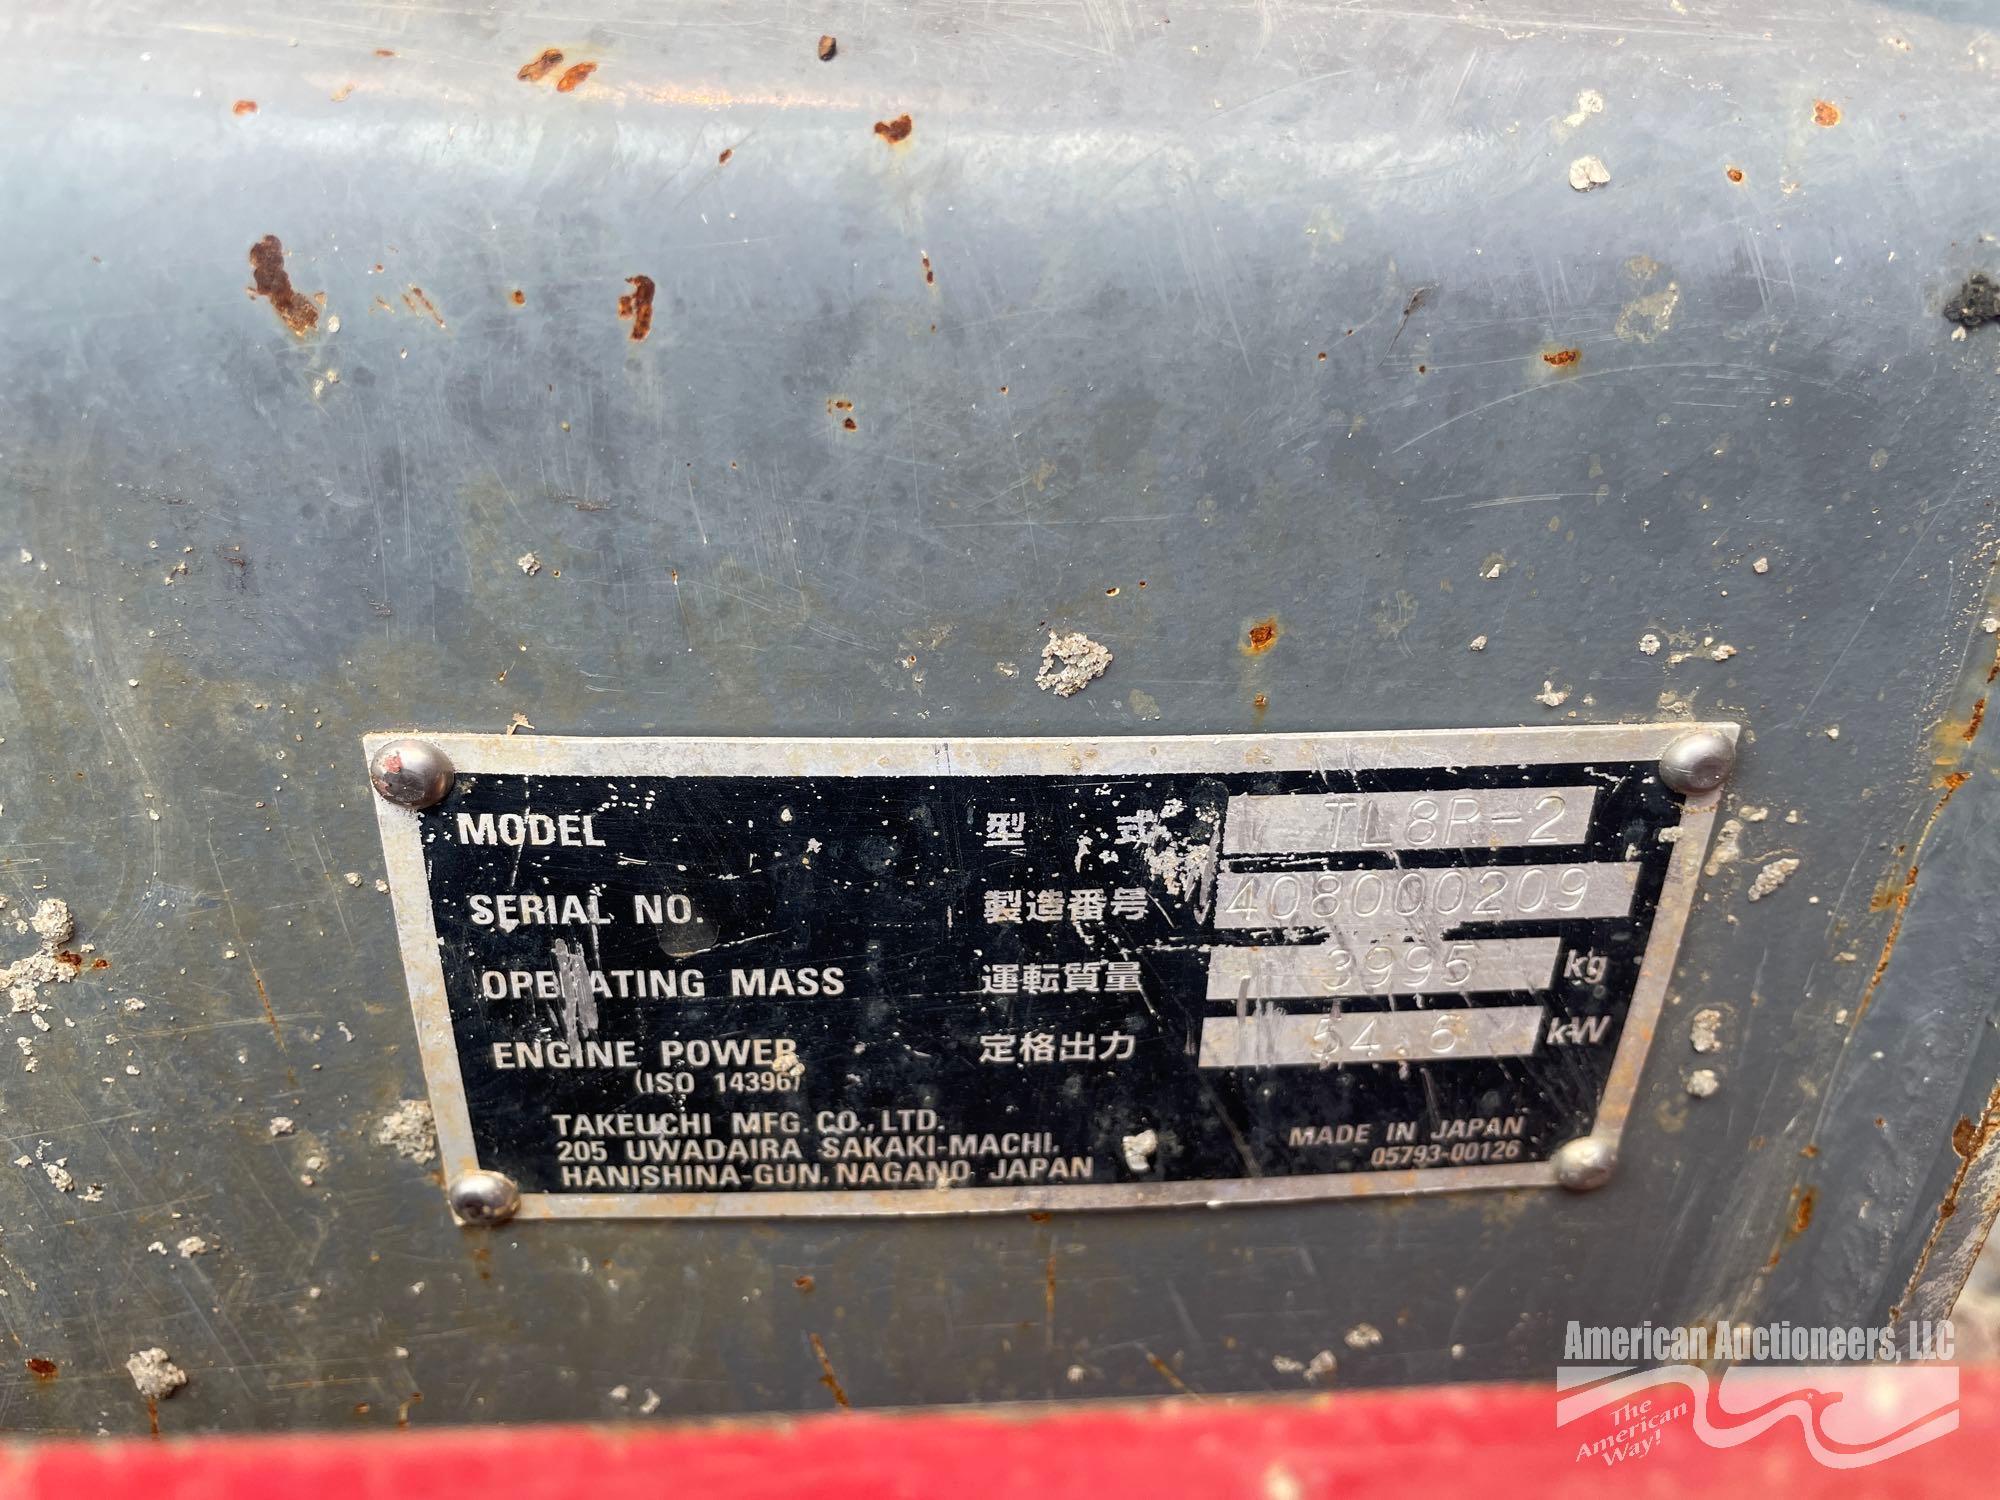 MODEL 型 式 TL8R-2
SERIAL NO. 製造番号 408000209
OPERATING MASS 運転質量 3995 kg
ENGINE POWER 定格出力 54.6 kW
(ISO 14396)
TAKEUCHI MFG. CO., LTD.
205 UWADAIRA SAKAKI-MACHI.
HANISHINA-GUN, NAGANO JAPAN
MADE IN JAPAN
05793-00126
American Auctioneers, LLC
The
American
Way!